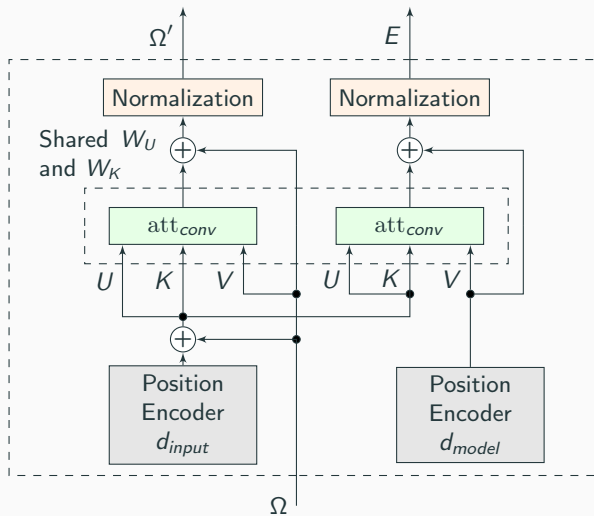 Ω′
E
Normalization
Normalization
Shared W_U
and W_K
+
+
att_conv
att_conv
U
K
V
U
K
V
+
Position
Encoder
d_input
Position
Encoder
d_model
Ω